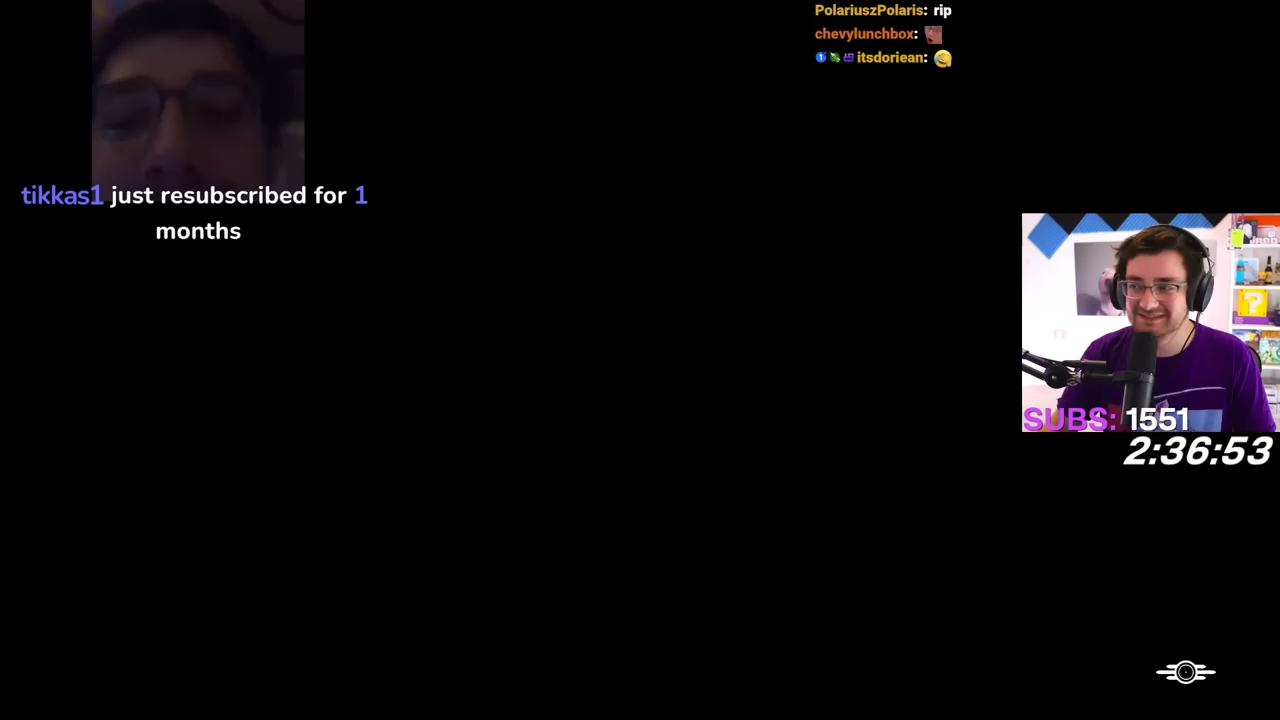 PolariuszPolaris: rip
chevylunchbox:
itsdoriean:
tikkas1 just resubscribed for 1
months
SUBS: 1551
2:36:53